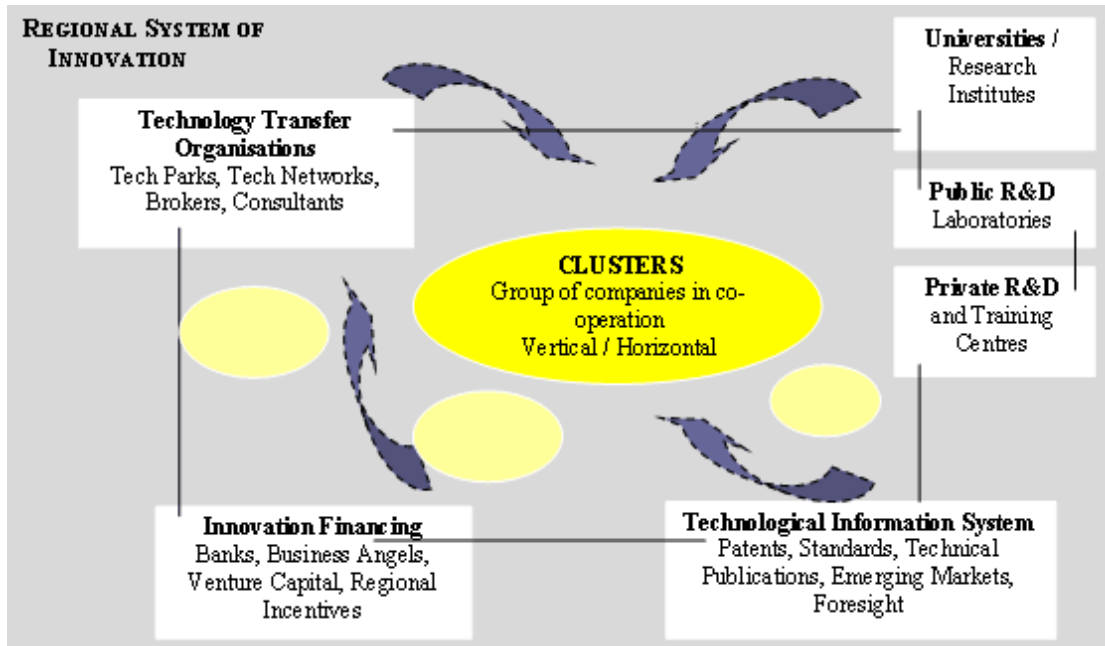 REGIONAL SYSTEM OF
INNOVATION
Universities /
Research
Institutes
Technology Transfer
Organisations
Tech Parks, Tech Networks,
Brokers, Consultants
Public R&D
Laboratories
CLUSTERS
Group of companies in co-
operation
Vertical / Horizontal
Private R&D
and Training
Centres
Innovation Financing
Banks, Business Angels,
Venture Capital, Regional
Incentives
Technological Information System
Patents, Standards, Technical
Publications, Emerging Markets,
Foresight